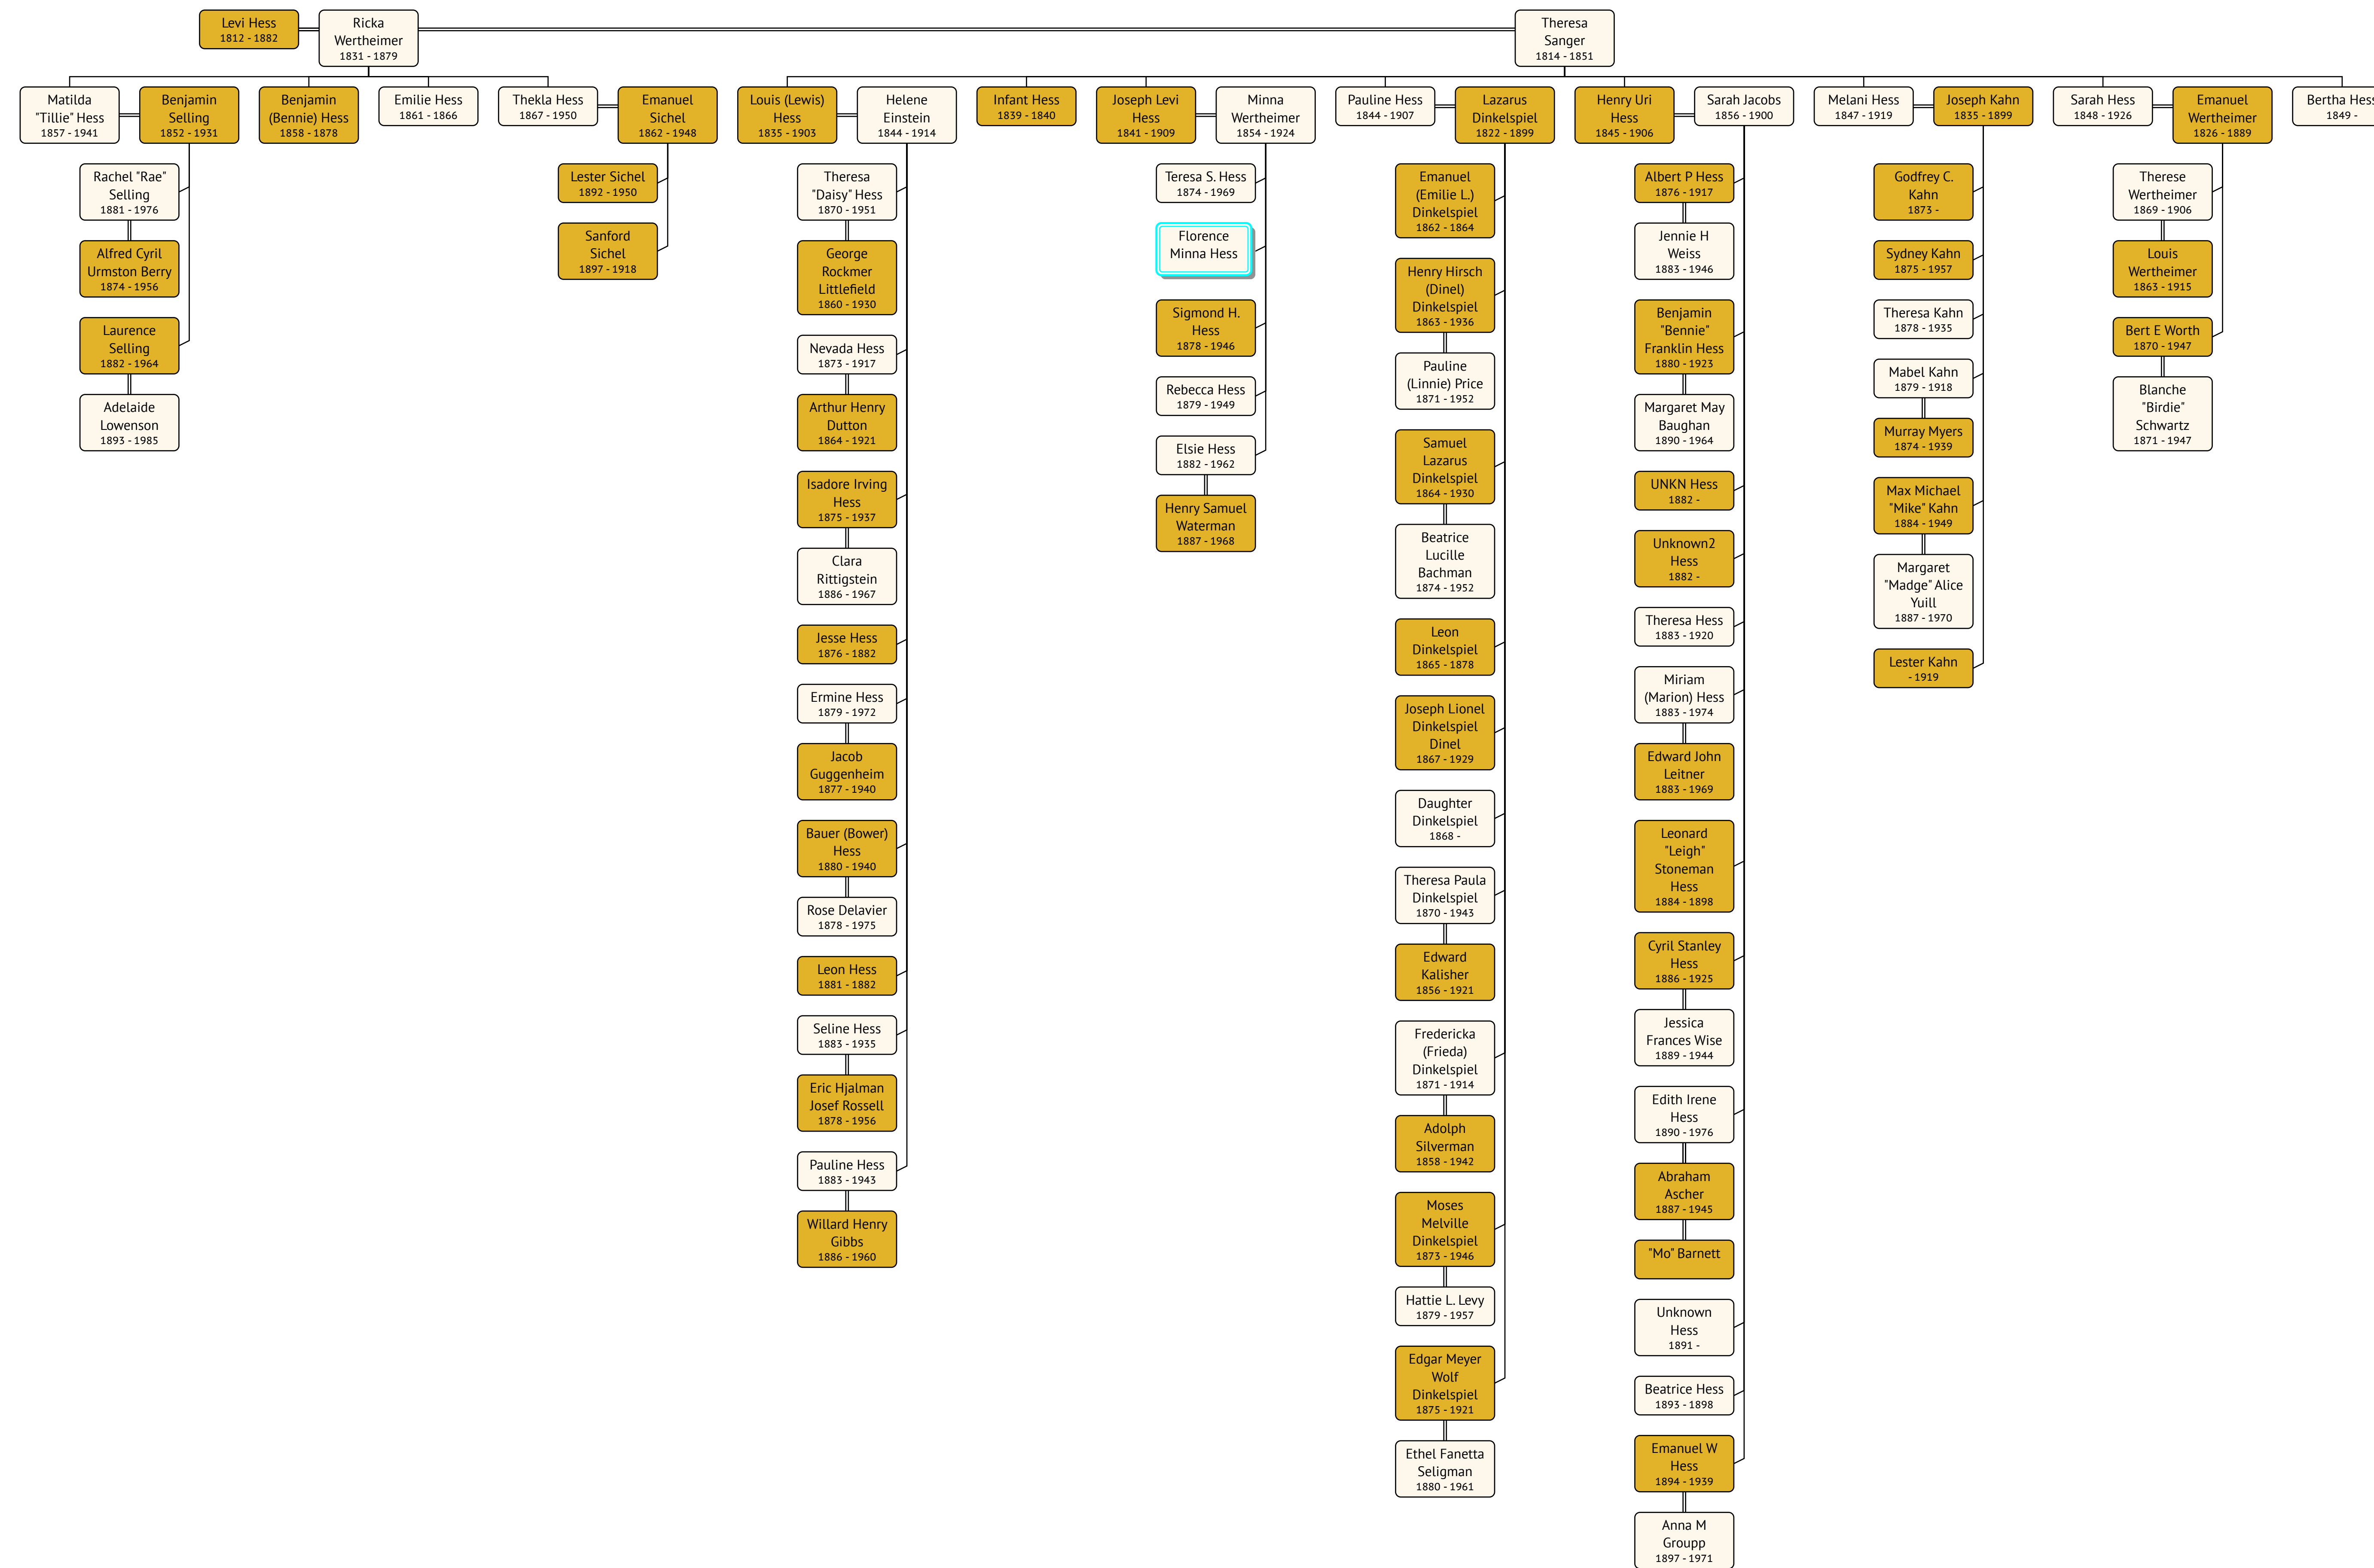 Levi Hess
1812 - 1882
Ricka
Wertheimer
1831 - 1879
Theresa
Sanger
1814 - 1851
Matilda
"Tillie" Hess
1857 - 1941
Benjamin
Selling
1852 - 1931
Benjamin
(Bennie) Hess
1858 - 1878
Emilie Hess
1861 - 1866
Thekla Hess
1867 - 1950
Emanuel
Sichel
1862 - 1948
Louis (Lewis)
Hess
1835 - 1903
Helene
Einstein
1844 - 1914
Infant Hess
1839 - 1840
Joseph Levi
Hess
1841 - 1909
Minna
Wertheimer
1854 - 1924
Pauline Hess
1844 - 1907
Lazarus
Dinkelspiel
1822 - 1899
Henry Uri
Hess
1845 - 1906
Sarah Jacobs
1856 - 1900
Melani Hess
1847 - 1919
Joseph Kahn
1835 - 1899
Sarah Hess
1848 - 1926
Emanuel
Wertheimer
1826 - 1889
Bertha Hess
1849 -
Rachel "Rae"
Selling
1881 - 1976
Alfred Cyril
Urmston Berry
1874 - 1956
Laurence
Selling
1882 - 1964
Adelaide
Lowenson
1893 - 1985
Lester Sichel
1892 - 1950
Sanford
Sichel
1897 - 1918
Theresa
"Daisy" Hess
1870 - 1951
George
Rockmer
Littlefield
1860 - 1930
Nevada Hess
1873 - 1917
Arthur Henry
Dutton
1864 - 1921
Isadore Irving
Hess
1875 - 1937
Clara
Rittigstein
1886 - 1967
Jesse Hess
1876 - 1882
Ermine Hess
1879 - 1972
Jacob
Guggenheim
1877 - 1940
Bauer (Bower)
Hess
1880 - 1940
Rose Delavier
1878 - 1975
Leon Hess
1881 - 1882
Seline Hess
1883 - 1935
Eric Hjalman
Josef Rossell
1878 - 1956
Pauline Hess
1883 - 1943
Willard Henry
Gibbs
1886 - 1960
Teresa S. Hess
1874 - 1969
Florence
Minna Hess
Sigmond H.
Hess
1878 - 1946
Rebecca Hess
1879 - 1949
Elsie Hess
1882 - 1962
Henry Samuel
Waterman
1887 - 1968
Emanuel
(Emilie L.)
Dinkelspiel
1862 - 1864
Henry Hirsch
(Dinel)
Dinkelspiel
1863 - 1936
Pauline
(Linnie) Price
1871 - 1952
Samuel
Lazarus
Dinkelspiel
1864 - 1930
Beatrice
Lucille
Bachman
1874 - 1952
Leon
Dinkelspiel
1865 - 1878
Joseph Lionel
Dinkelspiel
Dinel
1867 - 1929
Daughter
Dinkelspiel
1868 -
Theresa Paula
Dinkelspiel
1870 - 1943
Edward
Kalisher
1856 - 1921
Fredericka
(Frieda)
Dinkelspiel
1871 - 1914
Adolph
Silverman
1858 - 1942
Moses
Melville
Dinkelspiel
1873 - 1946
Hattie L. Levy
1879 - 1957
Edgar Meyer
Wolf
Dinkelspiel
1875 - 1921
Ethel Fanetta
Seligman
1880 - 1961
Albert P Hess
1876 - 1917
Jennie H
Weiss
1883 - 1946
Benjamin
"Bennie"
Franklin Hess
1880 - 1923
Margaret May
Baughan
1890 - 1964
UNKN Hess
1882 -
Unknown2
Hess
1882 -
Theresa Hess
1883 - 1920
Miriam
(Marion) Hess
1883 - 1974
Edward John
Leitner
1883 - 1969
Leonard
"Leigh"
Stoneman
Hess
1884 - 1898
Cyril Stanley
Hess
1886 - 1925
Jessica
Frances Wise
1889 - 1944
Edith Irene
Hess
1890 - 1976
Abraham
Ascher
1887 - 1945
"Mo" Barnett
Unknown
Hess
1891 -
Beatrice Hess
1893 - 1898
Emanuel W
Hess
1894 - 1939
Anna M
Groupp
1897 - 1971
Godfrey C.
Kahn
1873 -
Sydney Kahn
1875 - 1957
Theresa Kahn
1878 - 1935
Mabel Kahn
1879 - 1918
Murray Myers
1874 - 1939
Max Michael
"Mike" Kahn
1884 - 1949
Margaret
"Madge" Alice
Yuill
1887 - 1970
Lester Kahn
- 1919
Therese
Wertheimer
1869 - 1906
Louis
Wertheimer
1863 - 1915
Bert E Worth
1870 - 1947
Blanche
"Birdie"
Schwartz
1871 - 1947